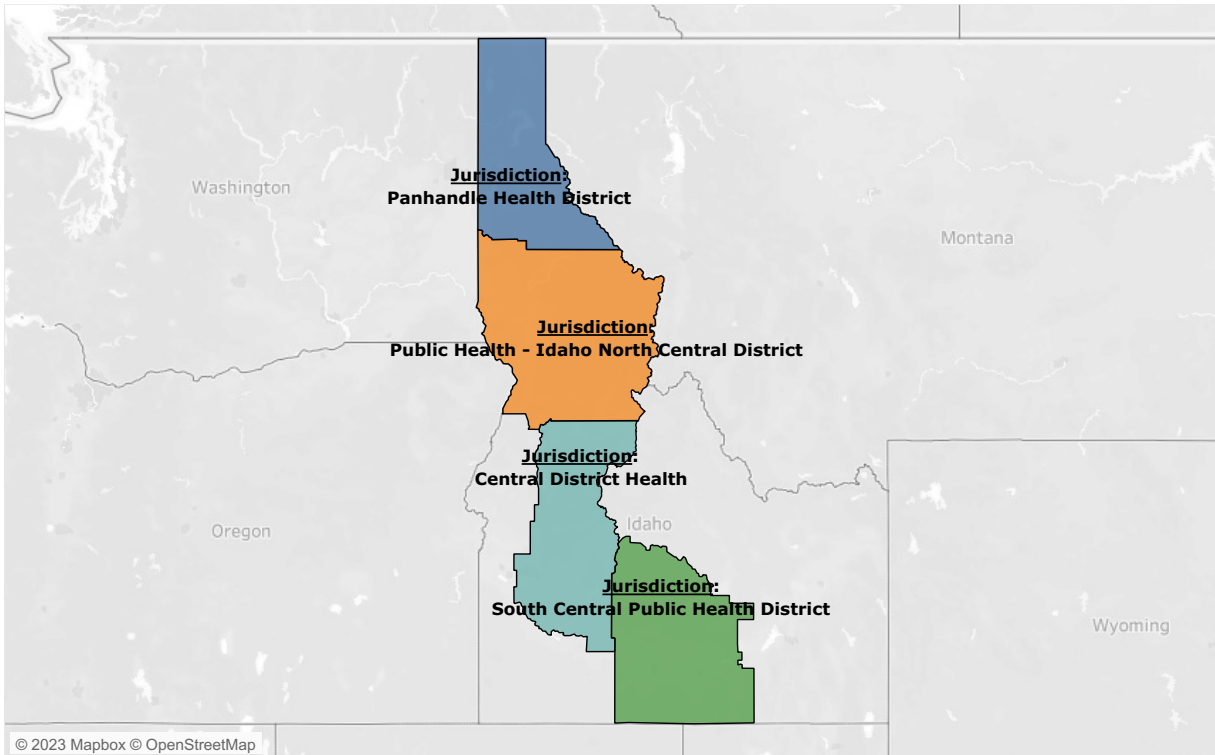 Jurisdiction:
Panhandle Health District
Washington
Montana
Jurisdiction:
Public Health - Idaho North Central District
Jurisdiction:
Central District Health
Oregon
Idaho
Jurisdiction:
South Central Public Health District
Wyoming
© 2023 Mapbox © OpenStreetMap